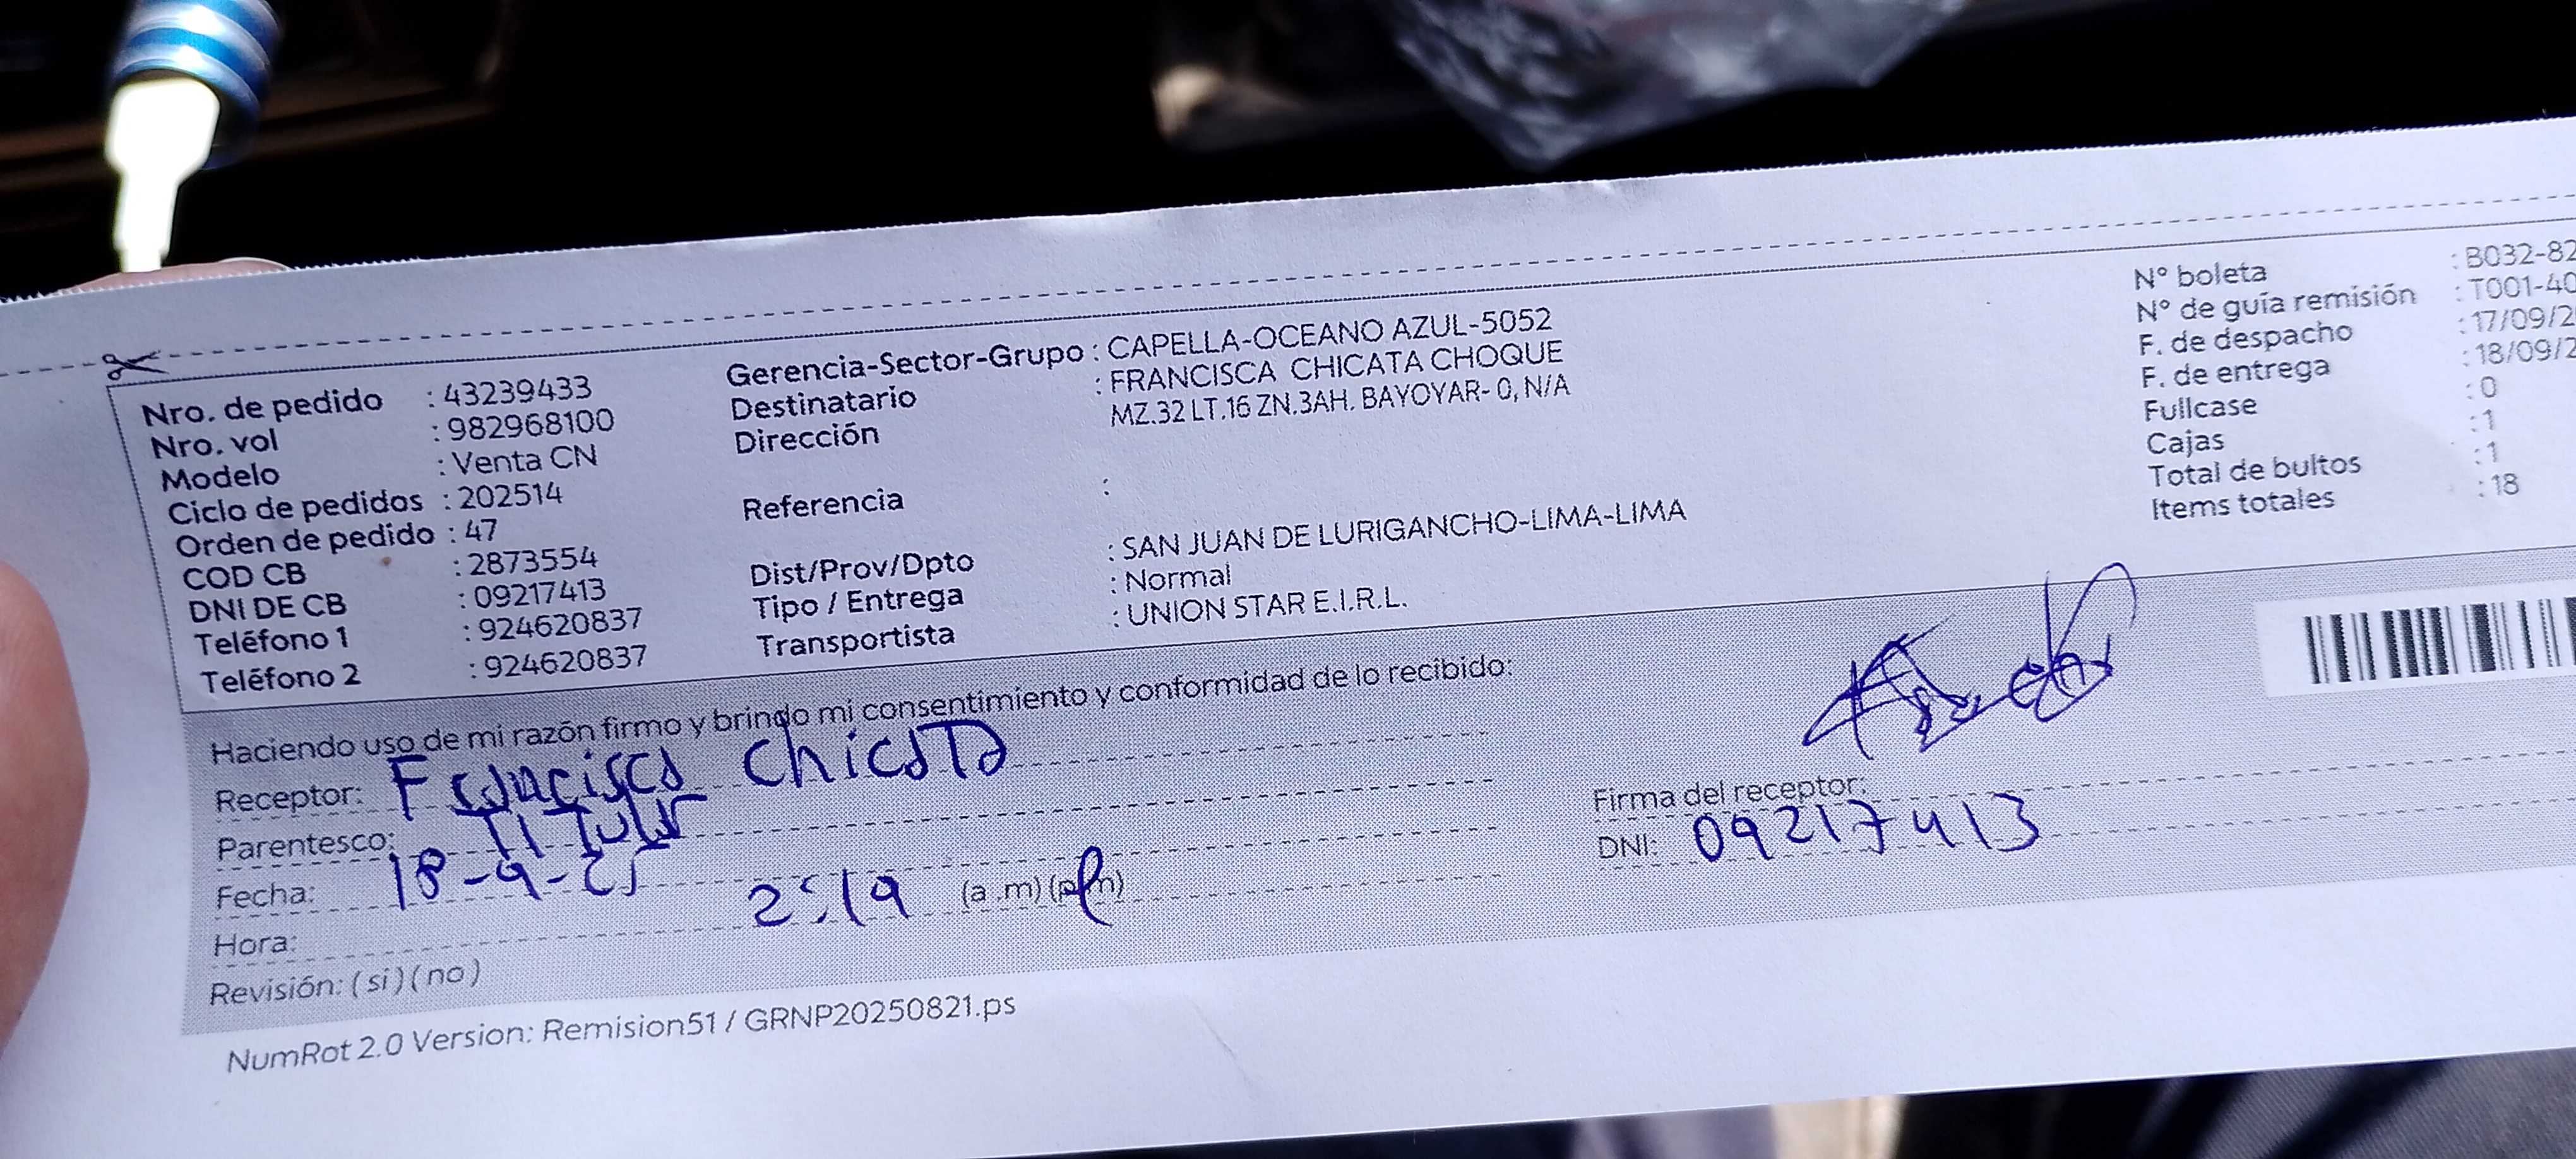 Nro. de pedido : 43239433
Nro. vol : 982968100
Modelo : Venta CN
Ciclo de pedidos : 202514
Orden de pedido : 47
COD CB : 2873554
DNI DE CB : 09217413
Teléfono 1 : 924620837
Teléfono 2 : 924620837
Gerencia-Sector-Grupo : CAPELLA-OCEANO AZUL-5052
Destinatario : FRANCISCA CHICATA CHOQUE
Dirección MZ.32 LT.16 ZN.3AH. BAYOYAR- 0, N/A
Referencia :
Dist/Prov/Dpto : SAN JUAN DE LURIGANCHO-LIMA-LIMA
Tipo / Entrega : Normal
Transportista : UNION STAR E.I.R.L.
N° boleta : B032-82
N° de guía remisión : T001-40
F. de despacho : 17/09/2
F. de entrega : 18/09/2
Fullcase : 0
Cajas : 1
Total de bultos : 1
Items totales : 18
Haciendo uso de mi razón firmo y brindo mi consentimiento y conformidad de lo recibido:
Receptor: Francisca Chicata
Parentesco: Titular
Fecha: 18-9-25
Hora: 2:19 (a .m) (p.m)
Revisión: ( si ) ( no )
Firma del receptor:
DNI: 09217413
NumRot 2.0 Version: Remision51 / GRNP20250821.ps